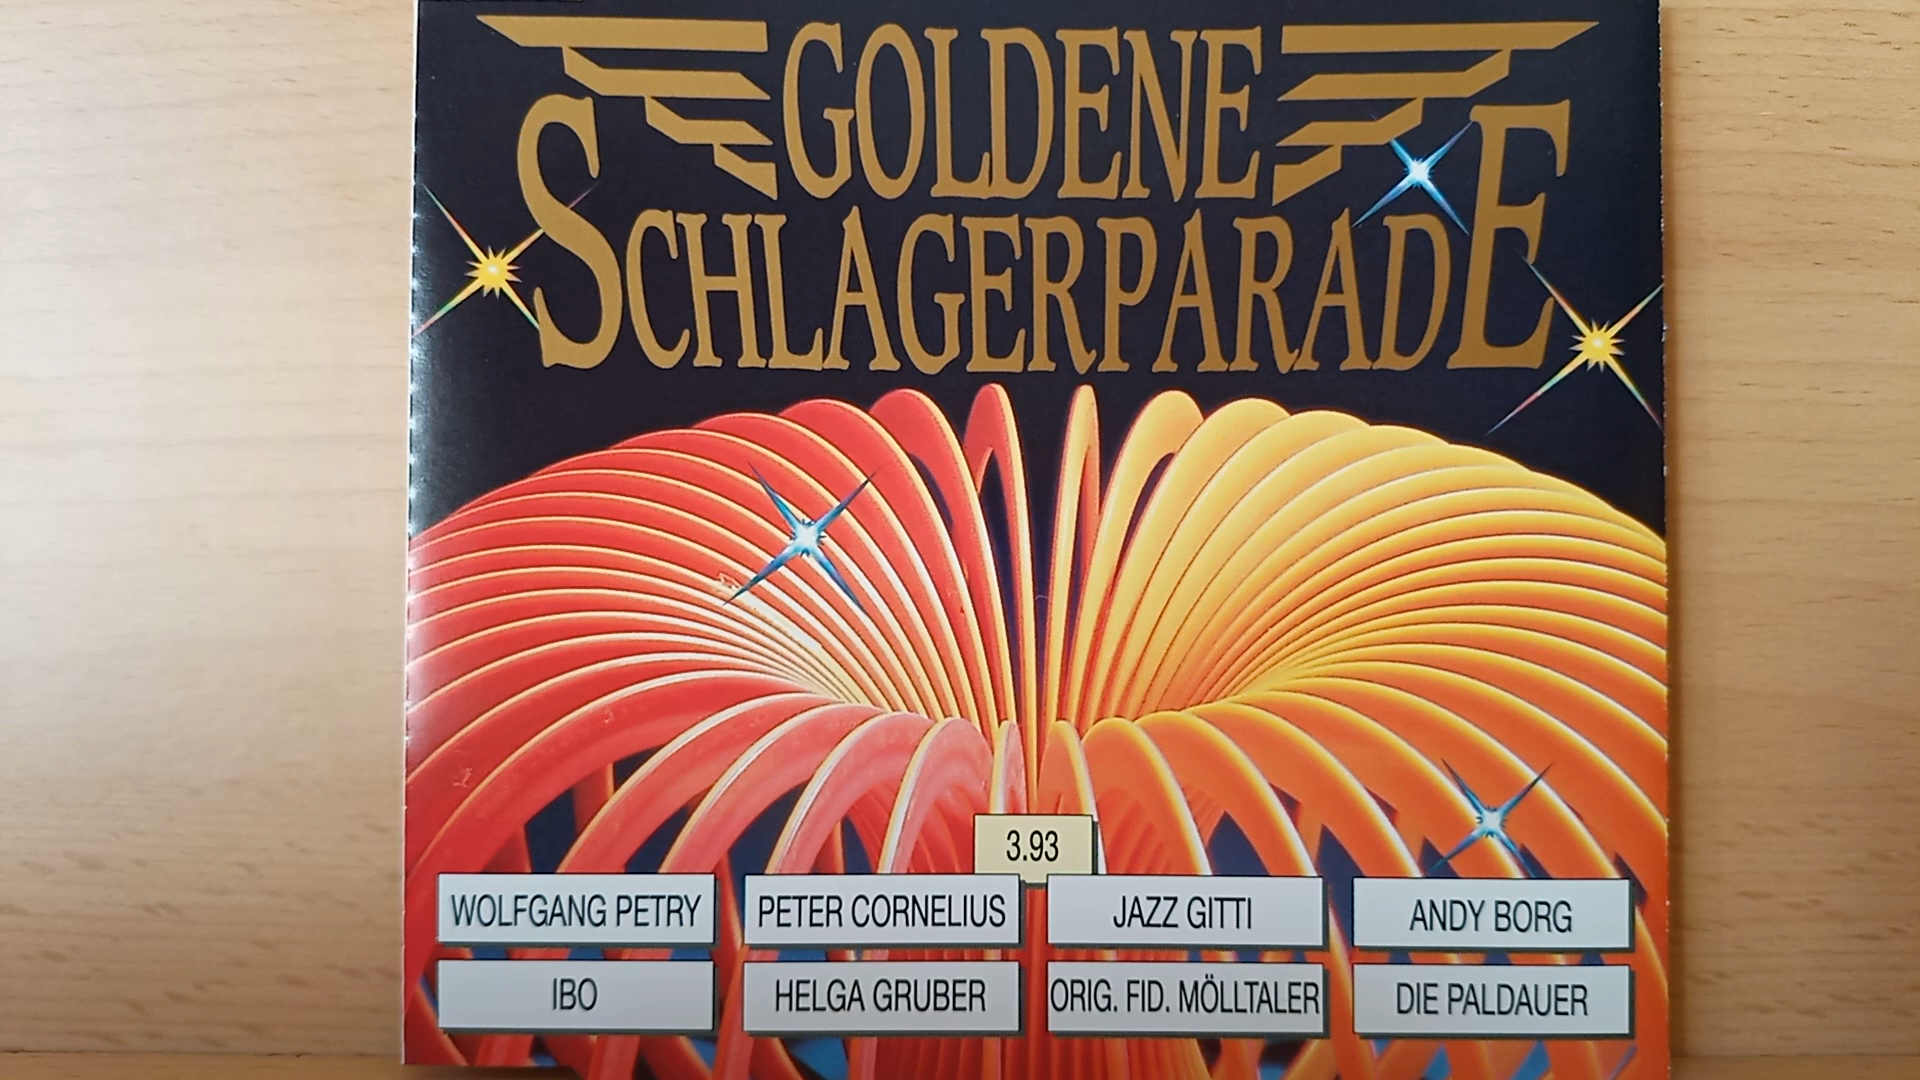 GOLDENE
SCHLAGERPARADE
3.93
WOLFGANG PETRY
PETER CORNELIUS
JAZZ GITTI
ANDY BORG
IBO
HELGA GRUBER
ORIG. FID. MÖLLTALER
DIE PALDAUER